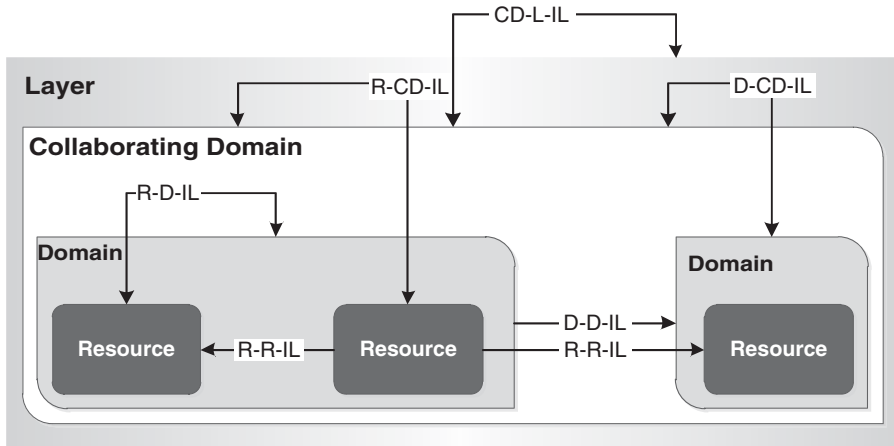 CD-L-IL
Layer
R-CD-IL
D-CD-IL
Collaborating Domain
R-D-IL
Domain
Domain
D-D-IL
Resource
R-R-IL
Resource
R-R-IL
Resource